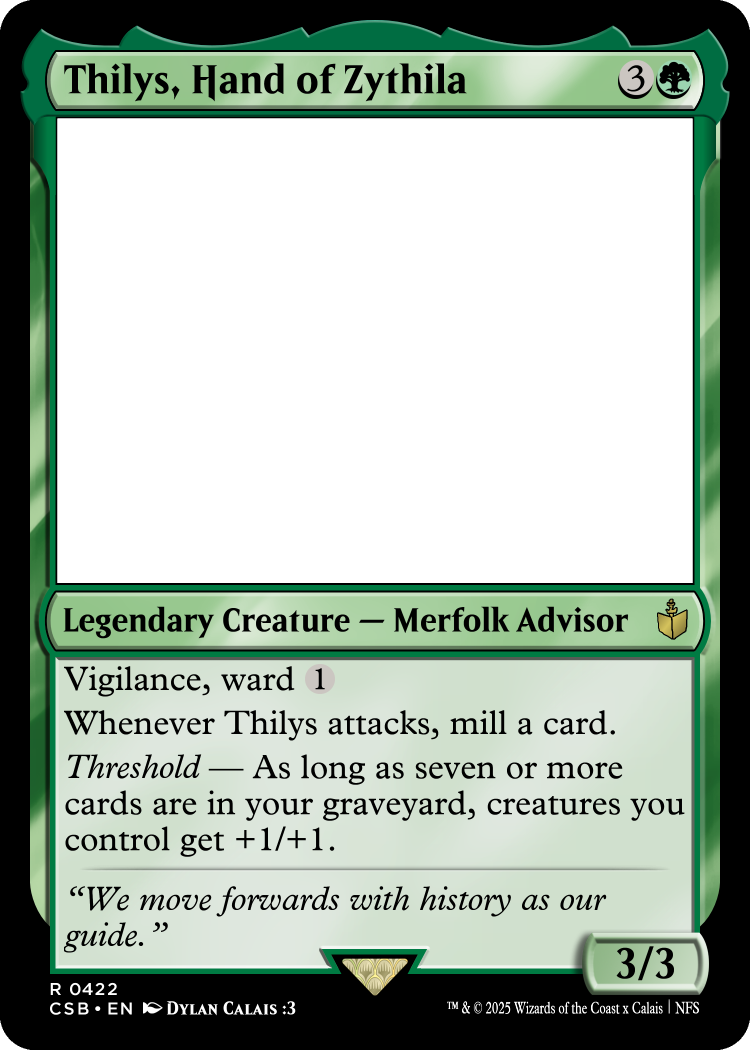 Thilys, Hand of Zythila 3
Legendary Creature — Merfolk Advisor
Vigilance, ward 1
Whenever Thilys attacks, mill a card.
Threshold — As long as seven or more
cards are in your graveyard, creatures you
control get +1/+1.
“We move forwards with history as our
guide.”
3/3
R 0422
CSB • EN Dylan Calais :3
™ & © 2025 Wizards of the Coast x Calais | NFS